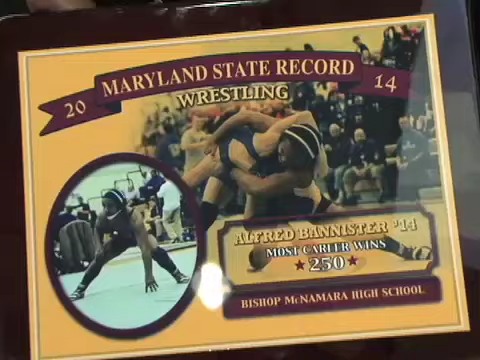 MARYLAND STATE RECORD
20 14
WRESTLING
ALFRED BANNISTER '14
MOST CAREER WINS
★250★
BISHOP McNAMARA HIGH SCHOOL